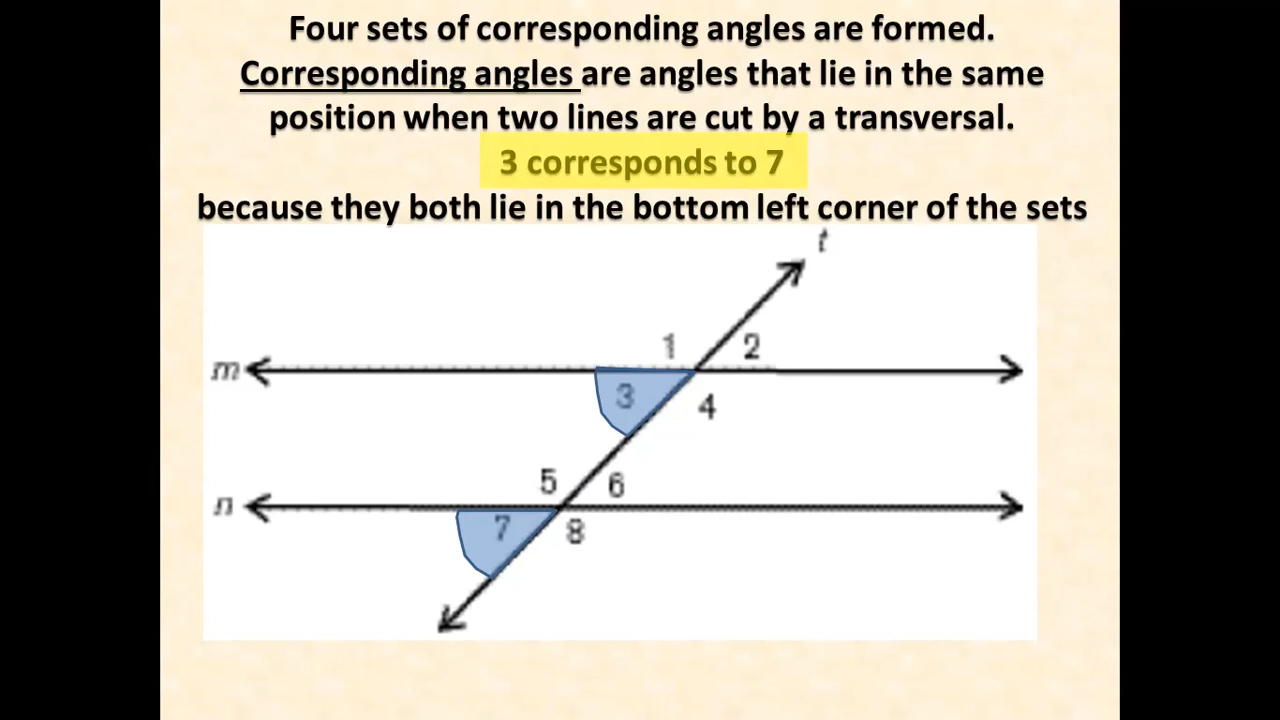 Four sets of corresponding angles are formed.
Corresponding angles are angles that lie in the same
position when two lines are cut by a transversal.
3 corresponds to 7
because they both lie in the bottom left corner of the sets
t
1 2
m
3 4
5 6
n
7 8